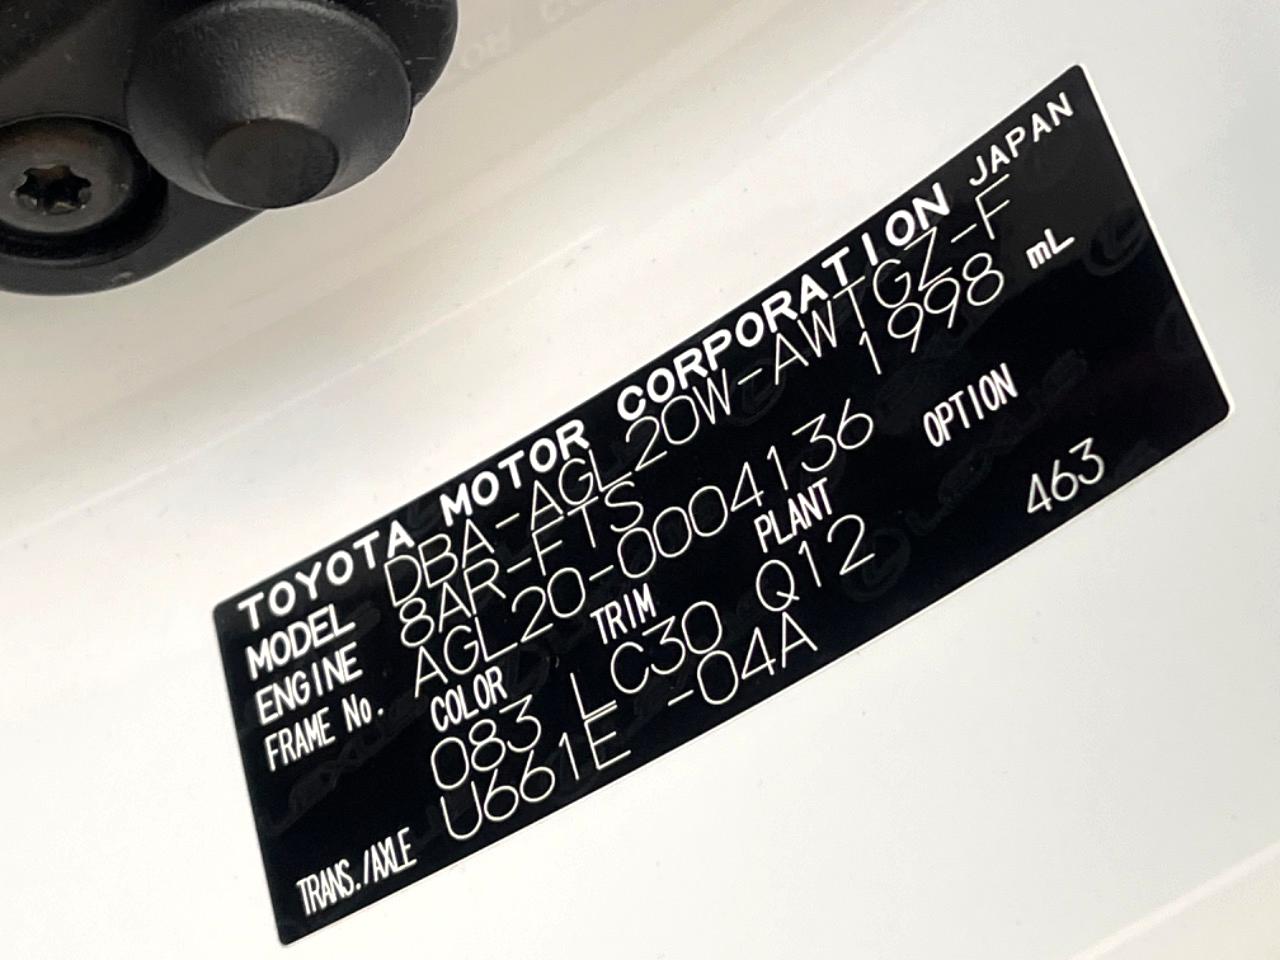 TOYOTA MOTOR CORPORATION JAPAN
MODEL DBA-AGL20W-AWTGZ-F
ENGINE 8AR-FTS 1998 mL
FRAME No. AGL20-0004136
COLOR TRIM PLANT OPTION
083 LC30 Q12 463
TRANS./AXLE U661E -04A